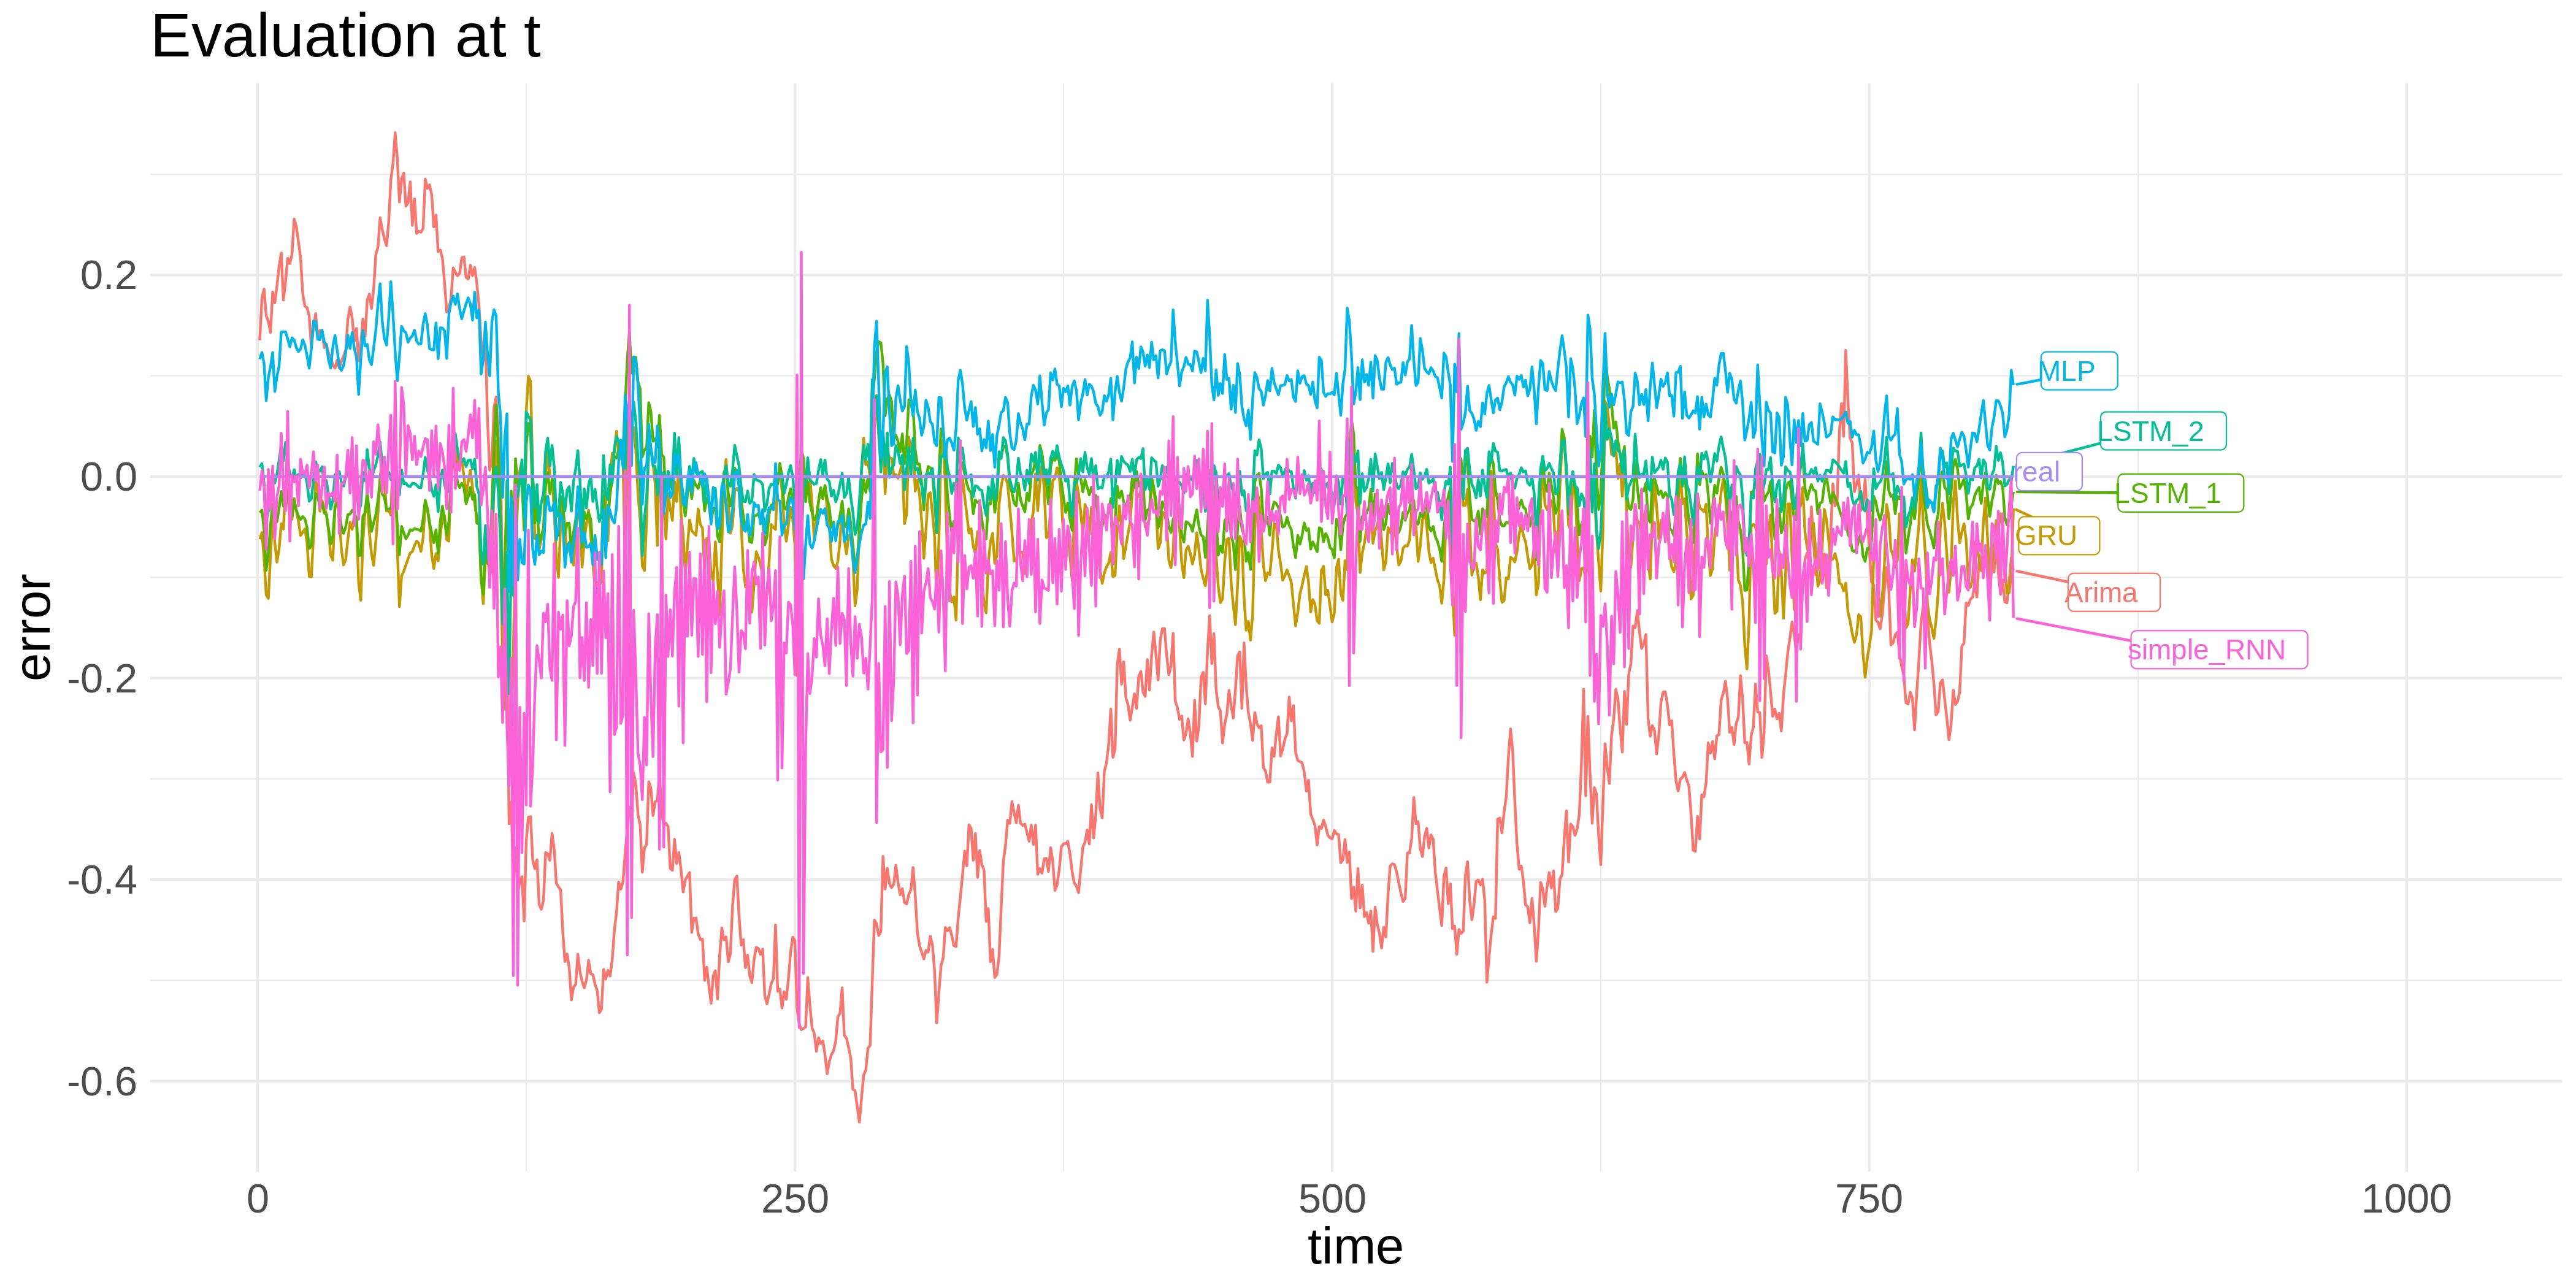 Evaluation at t
error
0.2
0.0
-0.2
-0.4
-0.6
MLP
LSTM_2
real
LSTM_1
GRU
Arima
simple_RNN
0 250 500 750 1000
time